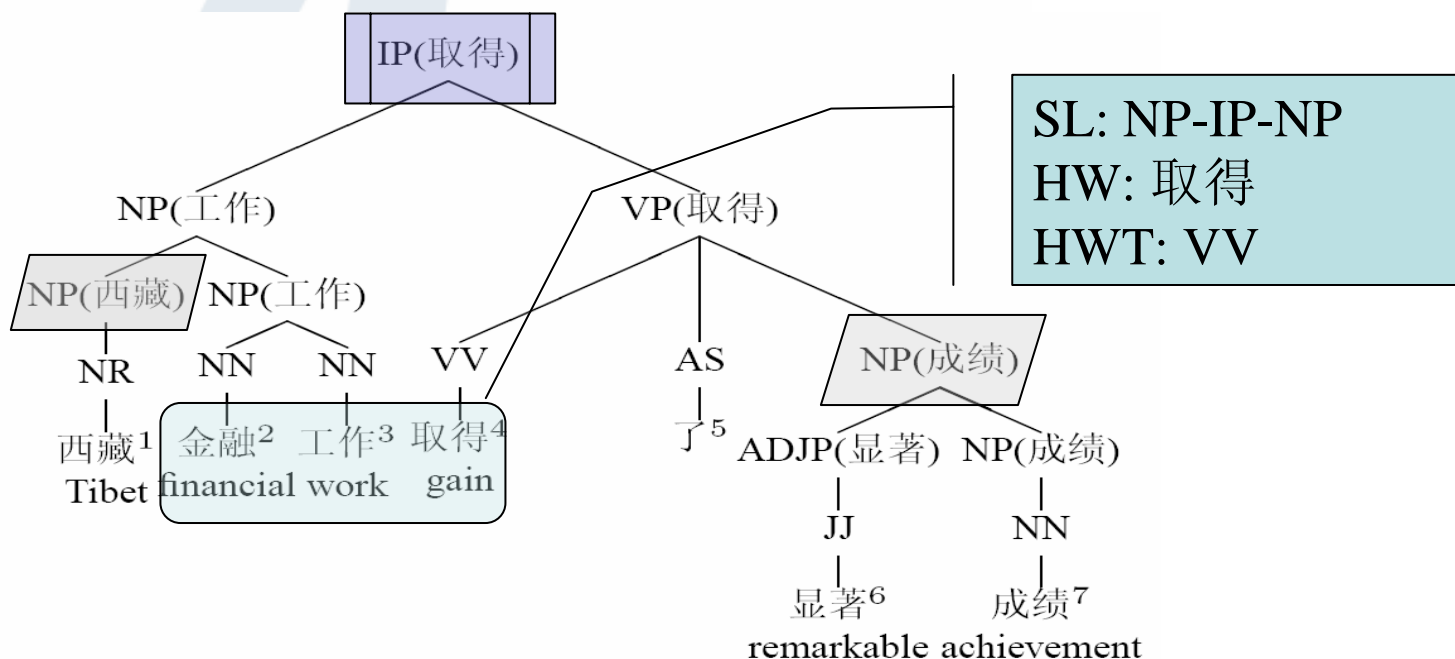 IP(取得)
SL: NP-IP-NP
HW: 取得
HWT: VV
NP(工作) VP(取得)
NP(西藏) NP(工作)
NR NN NN VV AS NP(成绩)
西藏1 金融2 工作3 取得4 了5 ADJP(显著) NP(成绩)
Tibet financial work gain
JJ NN
显著6 成绩7
remarkable achievement